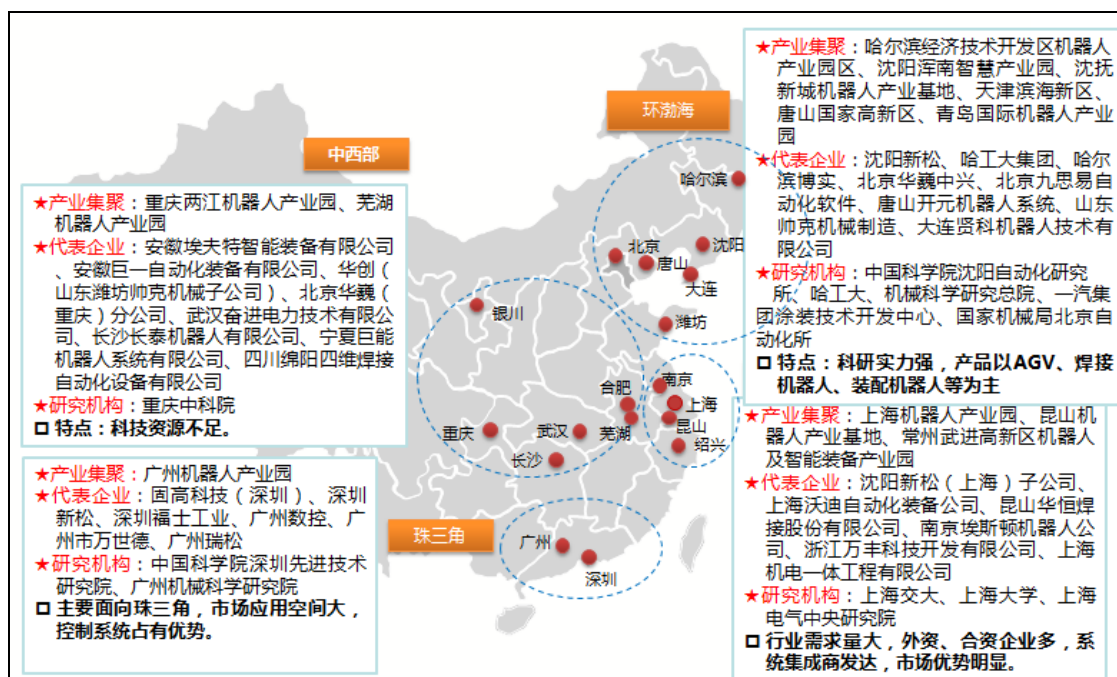 环渤海
中西部
珠三角
★产业集聚：哈尔滨经济技术开发区机器人
产业园区、沈阳浑南智慧产业园、沈抚
新城机器人产业基地、天津滨海新区、
唐山国家高新区、青岛国际机器人产业
园
★代表企业：沈阳新松、哈工大集团、哈尔
滨博实、北京华巍中兴、北京九思易自
动化软件、唐山开元机器人系统、山东
帅克机械制造、大连贤科机器人技术有
限公司
★研究机构：中国科学院沈阳自动化研究
所、哈工大、机械科学研究总院、一汽集
团涂装技术开发中心、国家机械局北京自
动化所
特点：科研实力强，产品以AGV、焊接
机器人、装配机器人等为主
★产业集聚：重庆两江机器人产业园、芜湖
机器人产业园
★代表企业：安徽埃夫特智能装备有限公司
、安徽巨一自动化装备有限公司、华创（
山东潍坊帅克机械子公司）、北京华巍（
重庆）分公司、武汉奋进电力技术有限公
司、长沙长泰机器人有限公司、宁夏巨能
机器人系统有限公司、四川绵阳四维焊接
自动化设备有限公司
★研究机构：重庆中科院
特点：科技资源不足。
★产业集聚：广州机器人产业园
★代表企业：固高科技（深圳）、深圳
新松、深圳福士工业、广州数控、广
州市万世德、广州瑞松
★研究机构：中国科学院深圳先进技术
研究院、广州机械科学研究院
主要面向珠三角，市场应用空间大，
控制系统占有优势。
★产业集聚：上海机器人产业园、昆山机
器人产业基地、常州武进高新区机器人
及智能装备产业园
★代表企业：沈阳新松（上海）子公司、
上海沃迪自动化装备公司、昆山华恒焊
接股份有限公司、南京埃斯顿机器人公
司、浙江万丰科技开发有限公司、上海
机电一体工程有限公司
★研究机构：上海交大、上海大学、上海
电气中央研究院
行业需求量大，外资、合资企业多，系
统集成商发达，市场优势明显。
哈尔滨
沈阳
北京
唐山
大连
潍坊
银川
南京
合肥
上海
昆山
芜湖
绍兴
重庆
武汉
长沙
广州
深圳